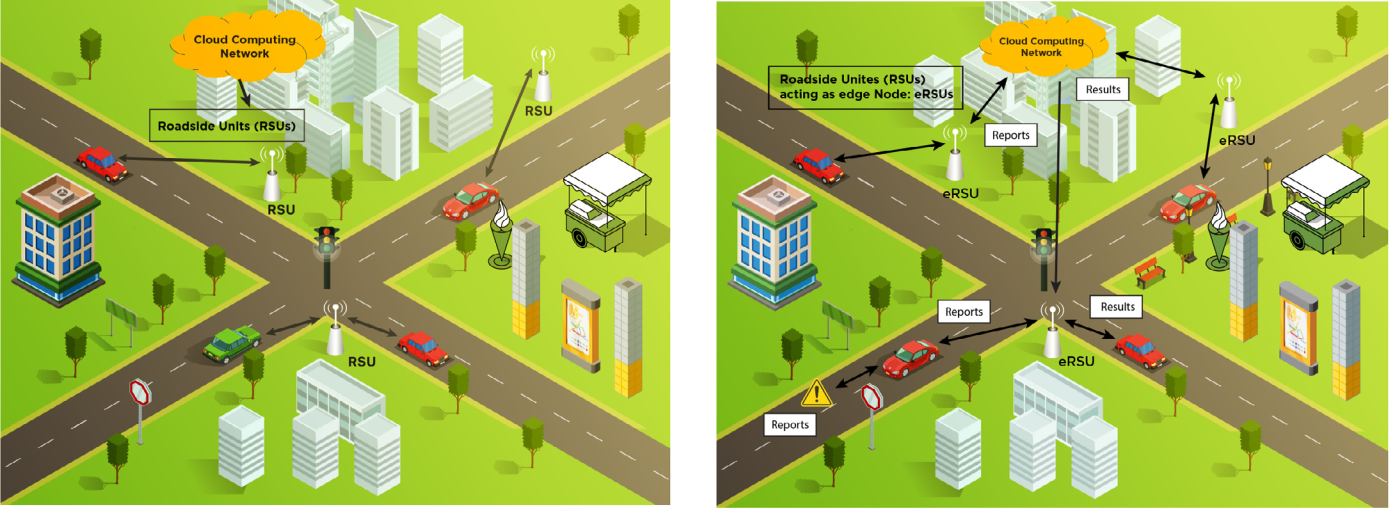 Cloud Computing
Network
Roadside Units (RSUs)
RSU
RSU
RSU
Cloud Computing
Network
Roadside Unites (RSUs)
acting as edge Node: eRSUs
Results
Reports
eRSU
eRSU
Reports
Results
eRSU
Reports